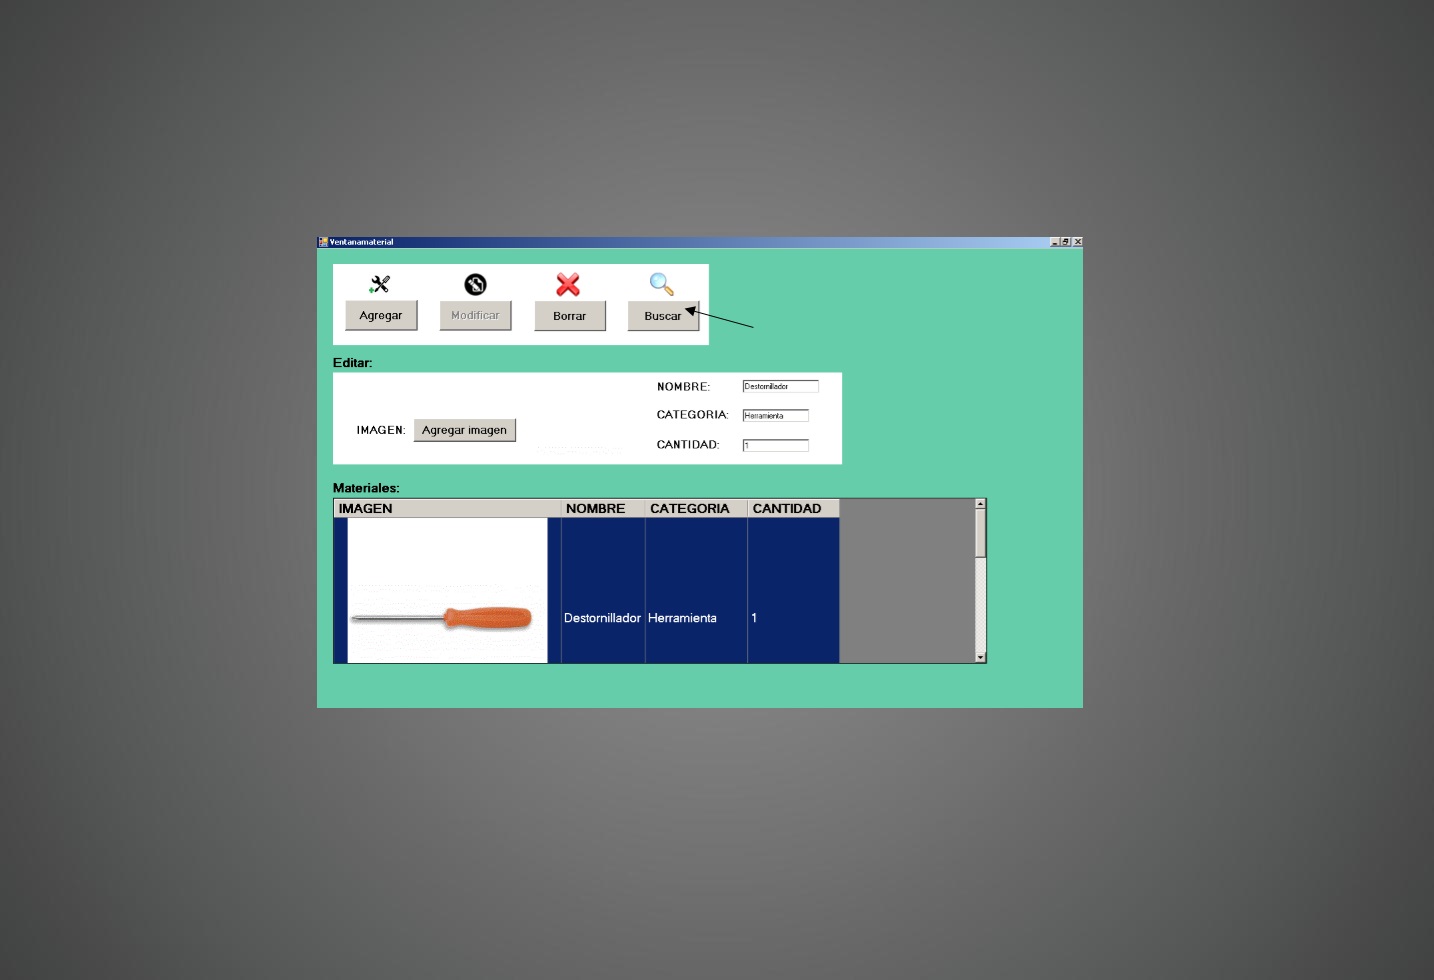 Ventanamaterial
Agregar Modificar Borrar Buscar
Editar:
NOMBRE: Destornillador
CATEGORIA: Herramienta
IMAGEN: Agregar imagen
CANTIDAD: 1
Materiales:
IMAGEN NOMBRE CATEGORIA CANTIDAD
Destornillador Herramienta 1